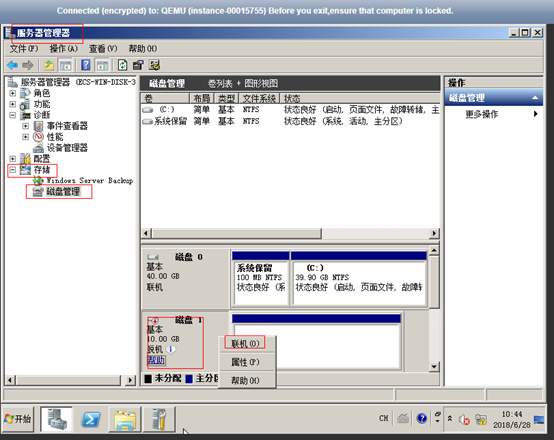 Connected (encrypted) to: QEMU (instance-00015755) Before you exit,ensure that computer is locked.
服务器管理器
文件(F) 操作(A) 查看(V) 帮助(H)
服务器管理器 (ECS-WIN-DISK-3
角色
功能
诊断
事件查看器
性能
设备管理器
配置
存储
Windows Server Backup
磁盘管理
磁盘管理 卷列表 + 图形视图
卷 布局 类型 文件系统 状态
(C:) 简单 基本 NTFS 状态良好 (启动, 页面文件, 故障转储, 主
系统保留 简单 基本 NTFS 状态良好 (系统, 活动, 主分区)
磁盘 0
基本
40.00 GB
联机
系统保留
100 MB NTFS
状态良好 (系
(C:)
39.90 GB NTFS
状态良好 (启动, 页面文件, 故障转
磁盘 1
基本
10.00 GB
脱机
帮助
联机(O)
属性(P)
帮助(H)
未分配 主分区
操作
磁盘管理
更多操作
开始
CH
10:44
2018/6/28